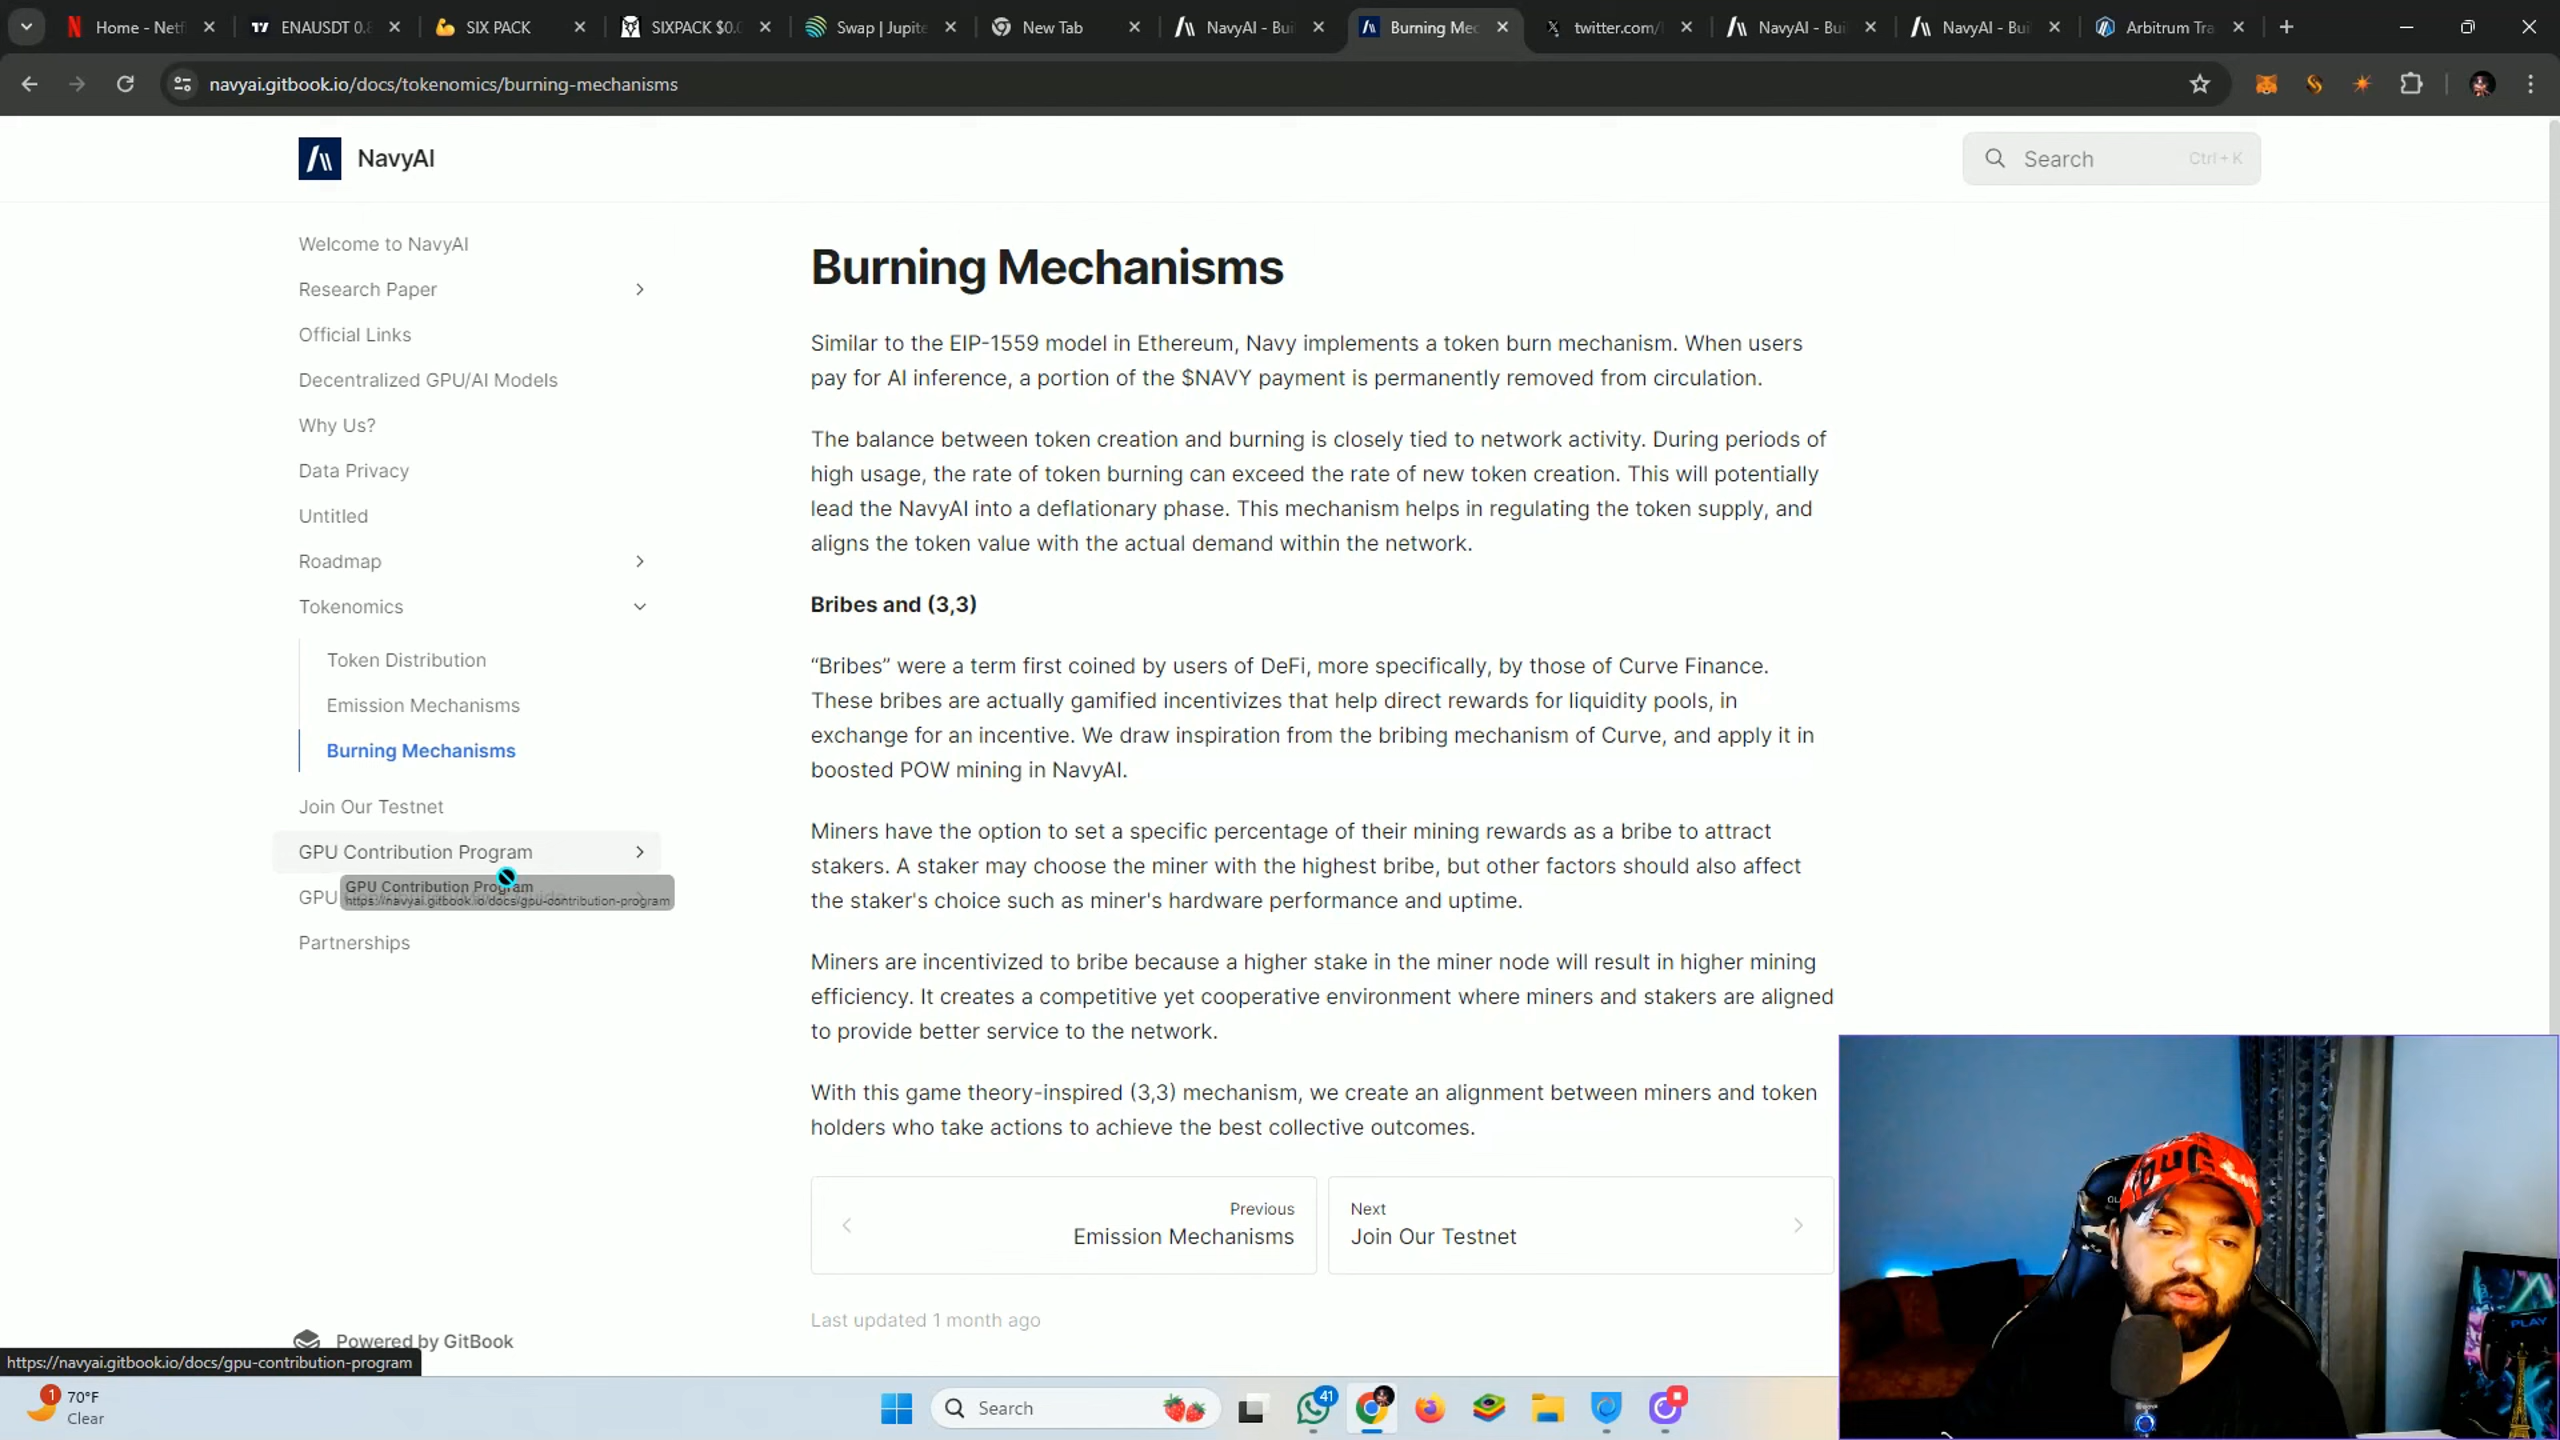 Home - Netf
ENAUSDT 0.8
SIX PACK
SIXPACK $0.0
Swap | Jupite
New Tab
NavyAI - Bui
Burning Mec
twitter.com/
NavyAI - Bui
NavyAI - Bui
Arbitrum Tra
navyai.gitbook.io/docs/tokenomics/burning-mechanisms
NavyAI
Search
Ctrl + K
Welcome to NavyAI
Research Paper
Official Links
Decentralized GPU/AI Models
Why Us?
Data Privacy
Untitled
Roadmap
Tokenomics
Token Distribution
Emission Mechanisms
Burning Mechanisms
Join Our Testnet
GPU Contribution Program
GPU Contribution Program
https://navyai.gitbook.io/docs/gpu-contribution-program
GPU
Partnerships
Powered by GitBook
Burning Mechanisms
Similar to the EIP-1559 model in Ethereum, Navy implements a token burn mechanism. When users
pay for AI inference, a portion of the $NAVY payment is permanently removed from circulation.
The balance between token creation and burning is closely tied to network activity. During periods of
high usage, the rate of token burning can exceed the rate of new token creation. This will potentially
lead the NavyAI into a deflationary phase. This mechanism helps in regulating the token supply, and
aligns the token value with the actual demand within the network.
Bribes and (3,3)
“Bribes” were a term first coined by users of DeFi, more specifically, by those of Curve Finance.
These bribes are actually gamified incentivizes that help direct rewards for liquidity pools, in
exchange for an incentive. We draw inspiration from the bribing mechanism of Curve, and apply it in
boosted POW mining in NavyAI.
Miners have the option to set a specific percentage of their mining rewards as a bribe to attract
stakers. A staker may choose the miner with the highest bribe, but other factors should also affect
the staker's choice such as miner's hardware performance and uptime.
Miners are incentivized to bribe because a higher stake in the miner node will result in higher mining
efficiency. It creates a competitive yet cooperative environment where miners and stakers are aligned
to provide better service to the network.
With this game theory-inspired (3,3) mechanism, we create an alignment between miners and token
holders who take actions to achieve the best collective outcomes.
Previous
Emission Mechanisms
Next
Join Our Testnet
Last updated 1 month ago
https://navyai.gitbook.io/docs/gpu-contribution-program
1
70°F
Clear
Search
41
PLAY